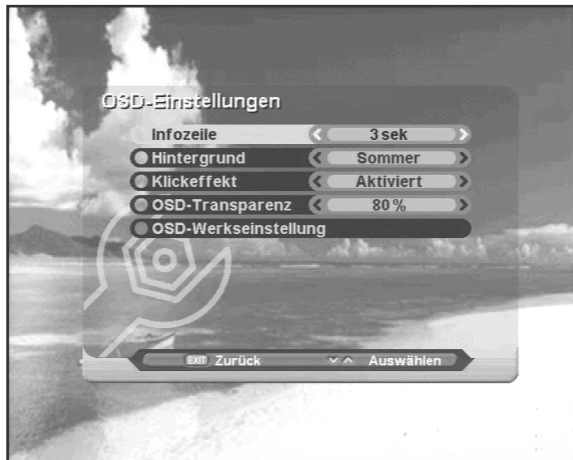 OSD-Einstellungen
Infozeile 3 sek
Hintergrund Sommer
Klickeffekt Aktiviert
OSD-Transparenz 80 %
OSD-Werkseinstellung
EXIT Zurück Auswählen